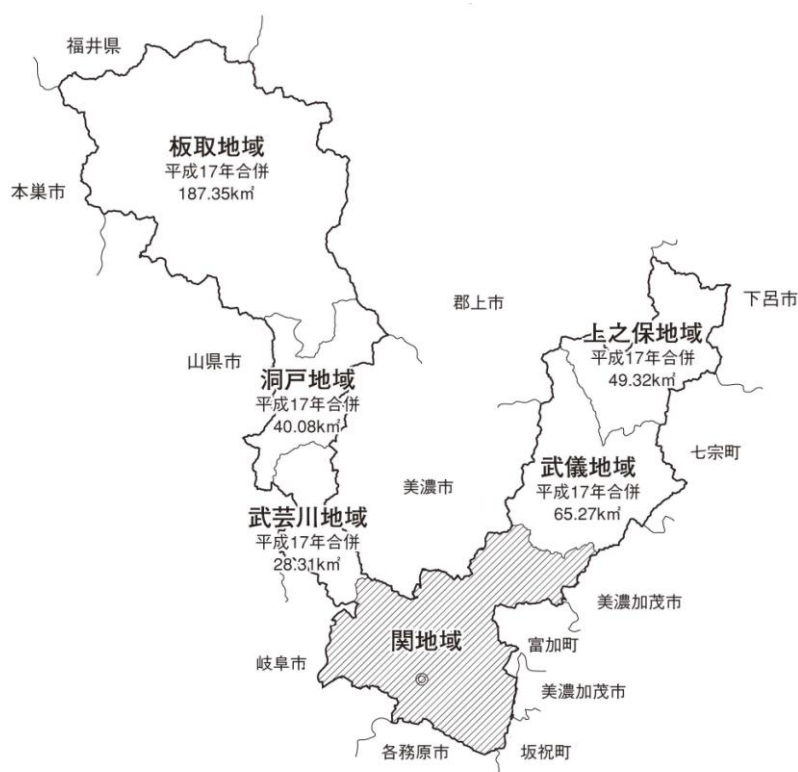 福井県
板取地域
平成17年合併
187.35k㎡
本巣市
郡上市
下呂市
上之保地域
平成17年合併
49.32k㎡
山県市
洞戸地域
平成17年合併
40.08k㎡
七宗町
武儀地域
平成17年合併
65.27k㎡
美濃市
武芸川地域
平成17年合併
28.31k㎡
美濃加茂市
関地域
富加町
岐阜市
美濃加茂市
各務原市
坂祝町